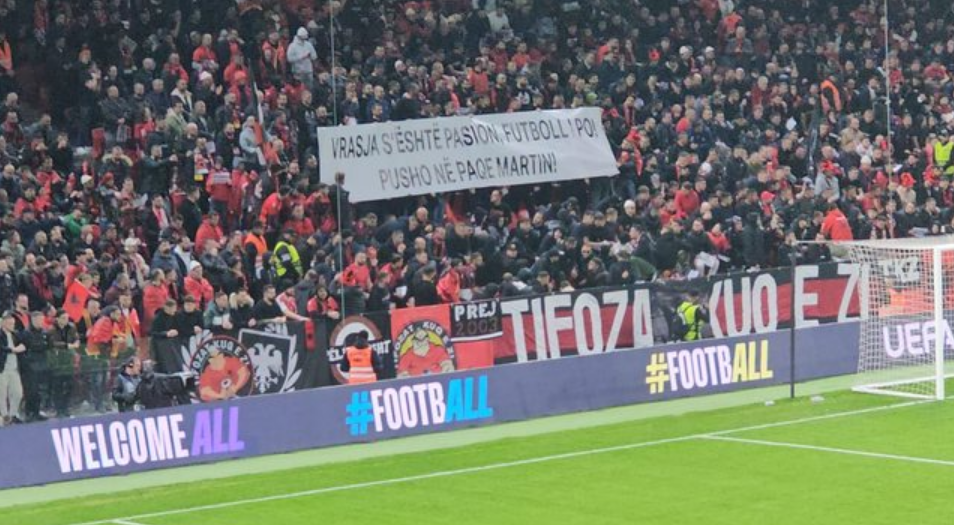 VRASJA S'ËSHTË PASION, FUTBOLL'I PO!
PUSHO NË PAQE MARTIN!
PREJ
2003
TIFOZAT KUQ E ZI
WELCOME ALL
#FOOTBALL
#FOOTBALL
UEFA